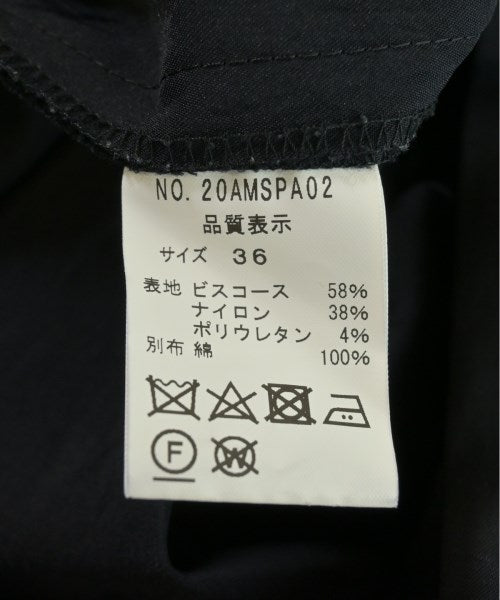 NO. 20AMSPA02
品質表示
サイズ 36
表地 ビスコース 58%
ナイロン 38%
ポリウレタン 4%
別布 綿 100%
F W